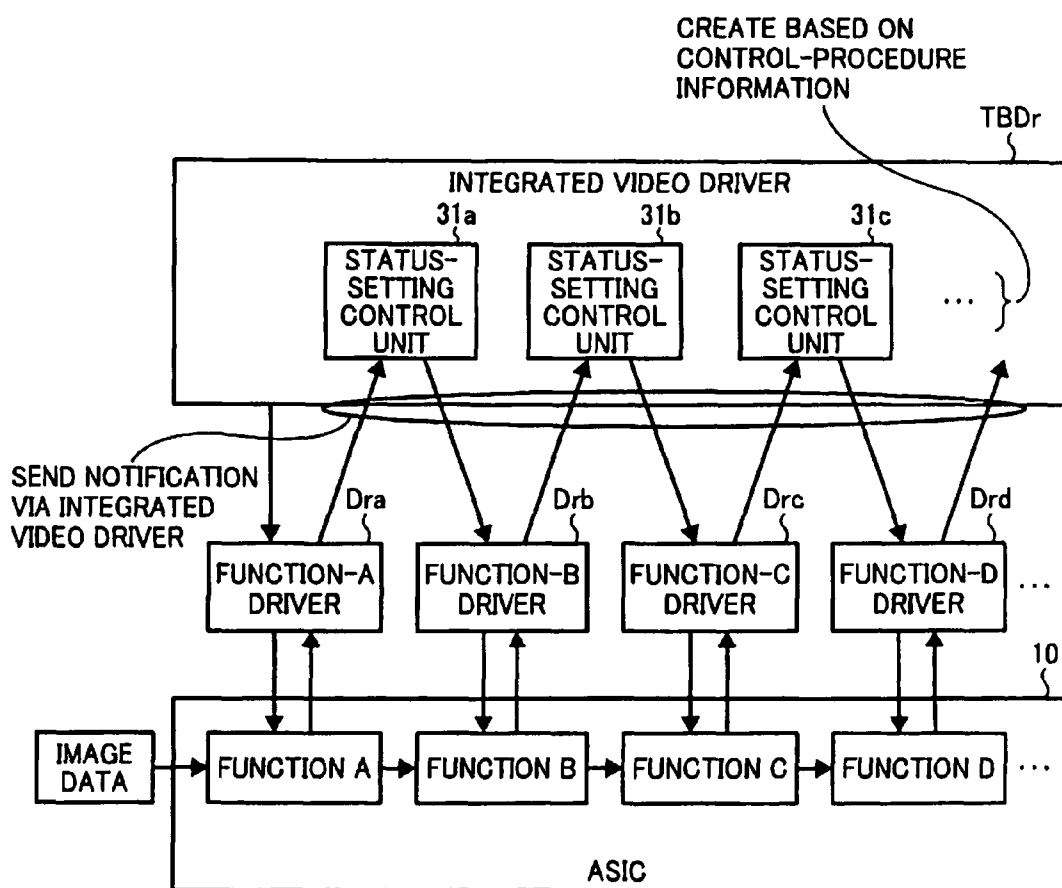 CREATE BASED ON
CONTROL-PROCEDURE
INFORMATION
TBDr
INTEGRATED VIDEO DRIVER
31a
31b
31c
STATUS-
SETTING
CONTROL
UNIT
STATUS-
SETTING
CONTROL
UNIT
STATUS-
SETTING
CONTROL
UNIT
...
SEND NOTIFICATION
VIA INTEGRATED
VIDEO DRIVER
Dra
Drb
Drc
Drd
FUNCTION-A
DRIVER
FUNCTION-B
DRIVER
FUNCTION-C
DRIVER
FUNCTION-D
DRIVER
...
10
IMAGE
DATA
FUNCTION A
FUNCTION B
FUNCTION C
FUNCTION D
...
ASIC